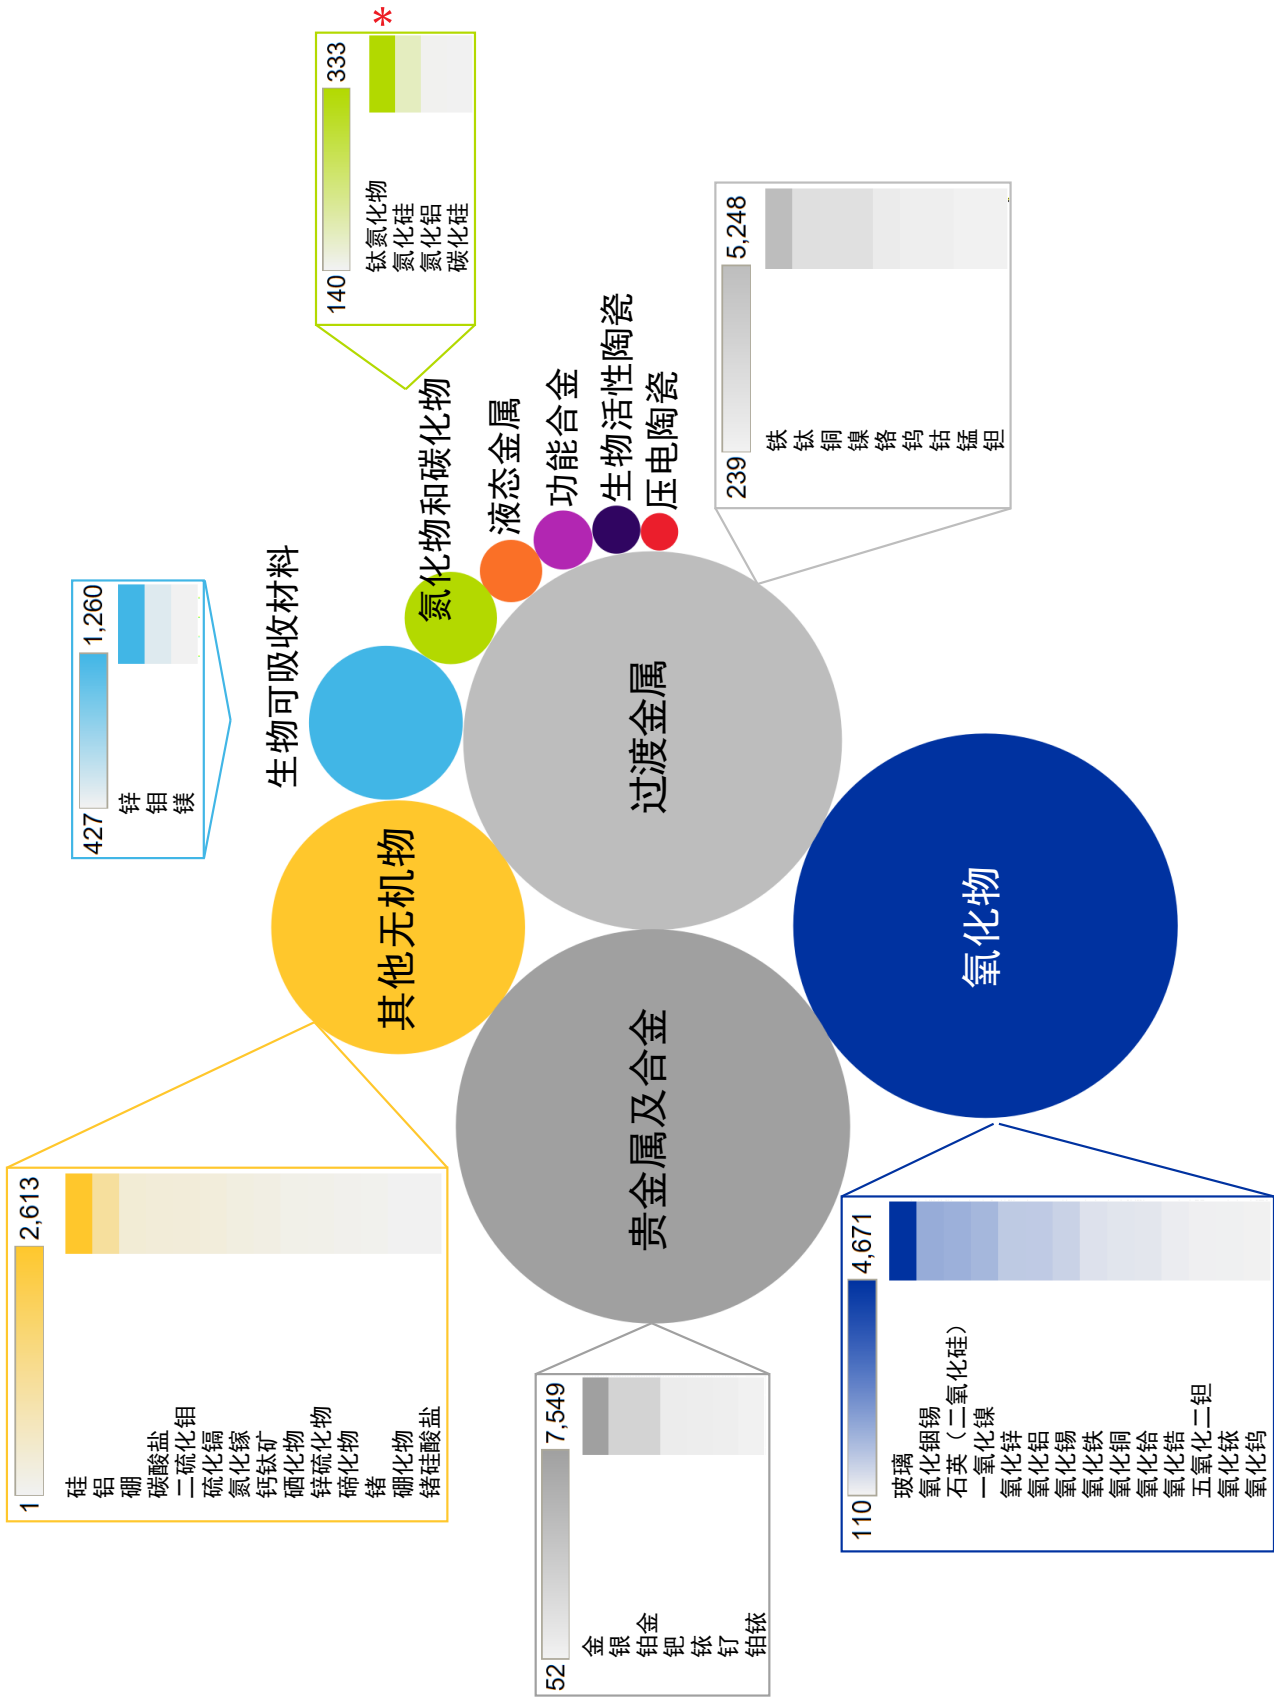 1
2,613
硅
铝
硼
碳酸盐
二硫化钼
硫化镉
氮化镓
钙钛矿
硒化物
锌硫化物
碲化物
锗
硼化物
锗硅酸盐
427
1,260
锌
钼
镁
140
333
*
钛氮化物
氮化硅
氮化铝
碳化硅
生物可吸收材料
其他无机物
氮化物和碳化物
液态金属
功能合金
生物活性陶瓷
压电陶瓷
贵金属及合金
过渡金属
氧化物
52
7,549
金
银
铂金
钯
铱
钌
铂铱
239
5,248
铁
钛
铜
镍
铬
钨
钴
锰
钽
110
4,671
玻璃
氧化铟锡
石英（二氧化硅）
一氧化镍
氧化锌
氧化铝
氧化锡
氧化铁
氧化铜
氧化铪
氧化锆
五氧化二钽
氧化铱
氧化钨